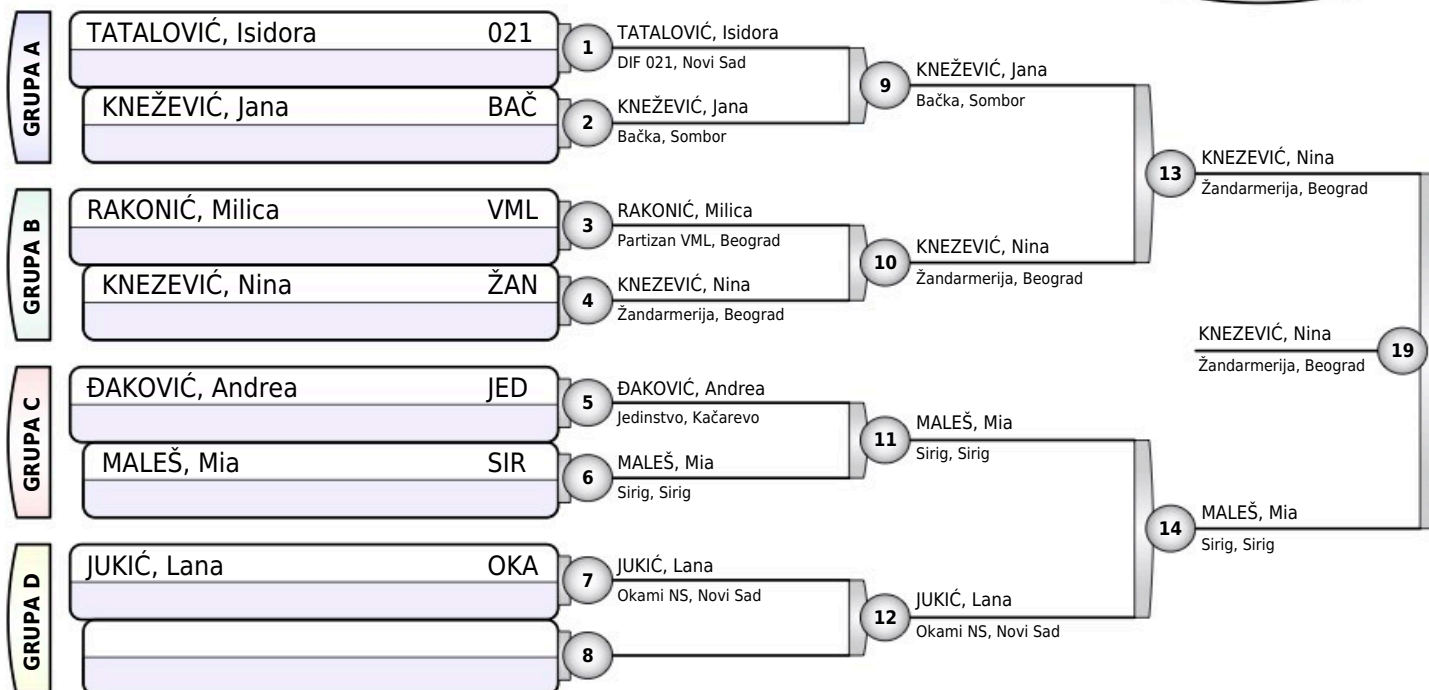 GRUPA A
TATALOVIĆ, Isidora 021
KNEŽEVIĆ, Jana BAČ
GRUPA B
RAKONIĆ, Milica VML
KNEZEVIĆ, Nina ŽAN
GRUPA C
ĐAKOVIĆ, Andrea JED
MALEŠ, Mia SIR
GRUPA D
JUKIĆ, Lana OKA
1
TATALOVIĆ, Isidora
DIF 021, Novi Sad
2
KNEŽEVIĆ, Jana
Bačka, Sombor
3
RAKONIĆ, Milica
Partizan VML, Beograd
4
KNEZEVIĆ, Nina
Žandarmerija, Beograd
5
ĐAKOVIĆ, Andrea
Jedinstvo, Kačarevo
6
MALEŠ, Mia
Sirig, Sirig
7
JUKIĆ, Lana
Okami NS, Novi Sad
8
9
KNEŽEVIĆ, Jana
Bačka, Sombor
10
KNEZEVIĆ, Nina
Žandarmerija, Beograd
11
MALEŠ, Mia
Sirig, Sirig
12
JUKIĆ, Lana
Okami NS, Novi Sad
13
KNEZEVIĆ, Nina
Žandarmerija, Beograd
14
MALEŠ, Mia
Sirig, Sirig
KNEZEVIĆ, Nina
Žandarmerija, Beograd
19